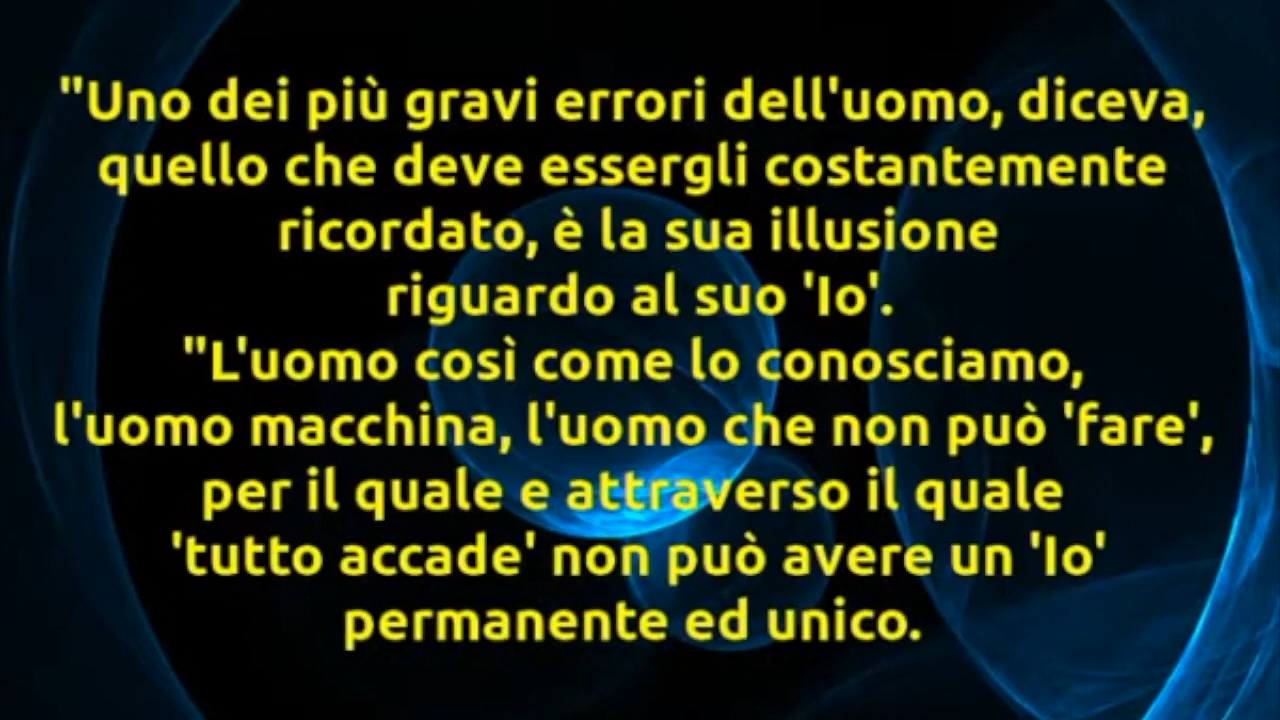 "Uno dei più gravi errori dell'uomo, diceva,
quello che deve essergli costantemente
ricordato, è la sua illusione
riguardo al suo 'Io'.
"L'uomo così come lo conosciamo,
l'uomo macchina, l'uomo che non può 'fare',
per il quale e attraverso il quale
'tutto accade' non può avere un 'Io'
permanente ed unico.